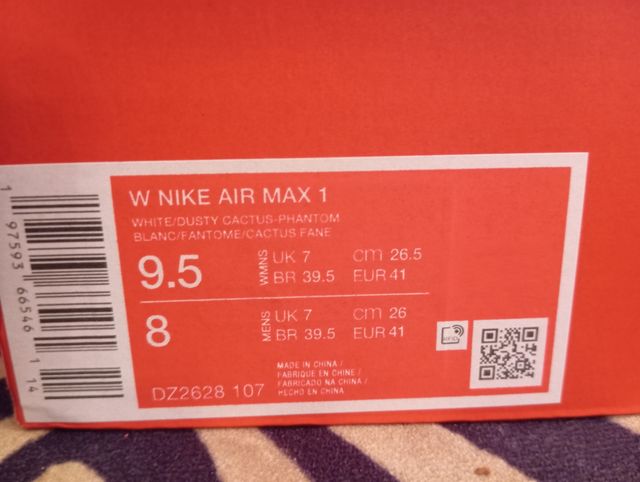 W NIKE AIR MAX 1
WHITE/DUSTY CACTUS-PHANTOM
BLANC/FANTOME/CACTUS FANE
9.5 WMNS UK 7 cm 26.5
BR 39.5 EUR 41
8 MENS UK 7 cm 26
BR 39.5 EUR 41
MADE IN CHINA /
FABRIQUE EN CHINE /
FABRICADO NA CHINA /
HECHO EN CHINA
DZ2628 107
1 97593 66546 1 14